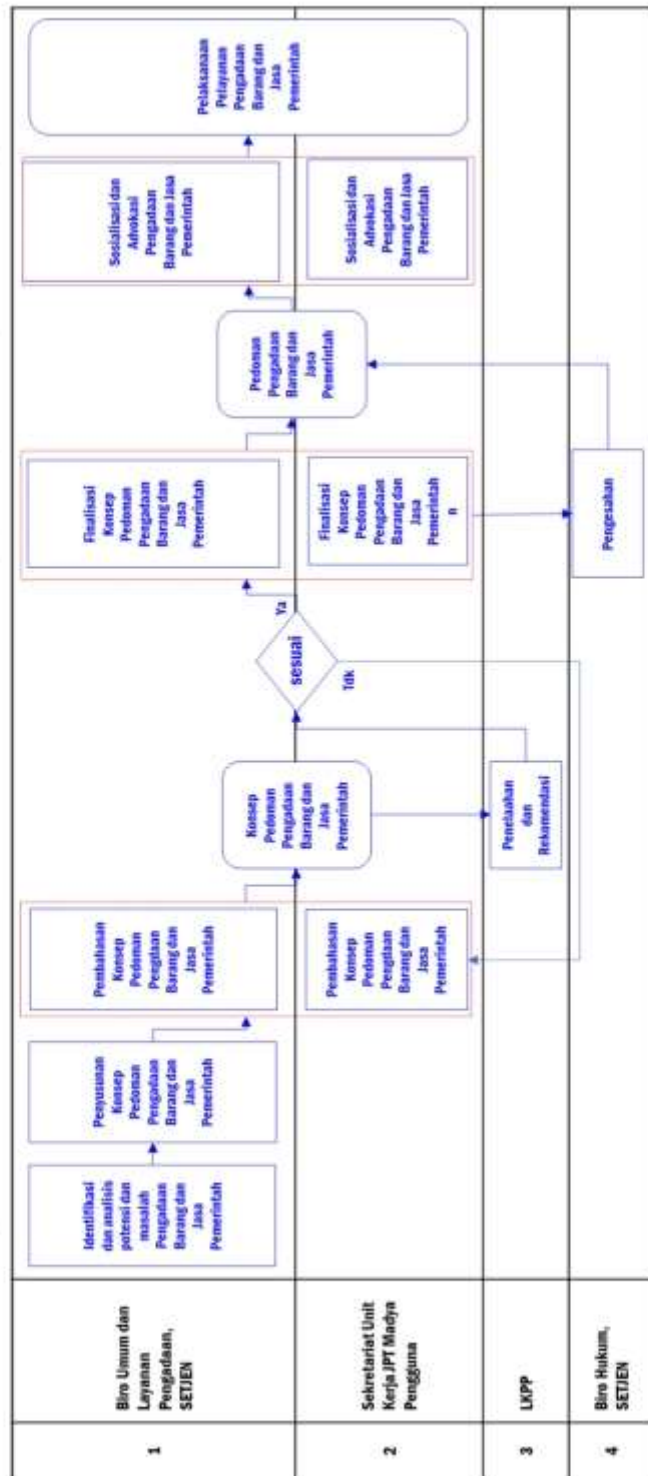 1
Biro Umum dan
Layanan
Pengadaan,
SETJEN
Identifikasi
dan analisis
potensi dan
masalah
Pengadaan
Barang dan
Jasa
Pemerintah
Penyusunan
Konsep
Pedoman
Pengadaan
Barang dan
Jasa
Pemerintah
Pembahasan
Konsep
Pedoman
Pengdaan
Barang dan
Jasa
Pemerintah
Konsep
Pedoman
Pengadaan
Barang dan
Jasa
Pemerintah
sesuai
Ya
Tdk
Finalisasi
Konsep
Pedoman
Pengadaan
Barang dan
Jasa
Pemerintah
Pedoman
Pengadaan
Barang dan
Jasa
Pemerintah
Sosialisasi dan
Advokasi
Pengadaan
Barang dan Jasa
Pemerintah
Pelaksanaan
Pelayanan
Pengadaan
Barang dan
Jasa
Pemerintah
2
Sekretariat Unit
Kerja JPT Madya
Pengguna
Pembahasan
Konsep
Pedoman
Pengdaan
Barang dan
Jasa
Pemerintah
Finalisasi
Konsep
Pedoman
Pengadaan
Barang dan
Jasa
Pemerintah
n
Sosialisasi dan
Advokasi
Pengadaan
Barang dan Jasa
Pemerintah
3
LKPP
Penelaahan
dan
Rekomendasi
4
Biro Hukum,
SETJEN
Pengesahan